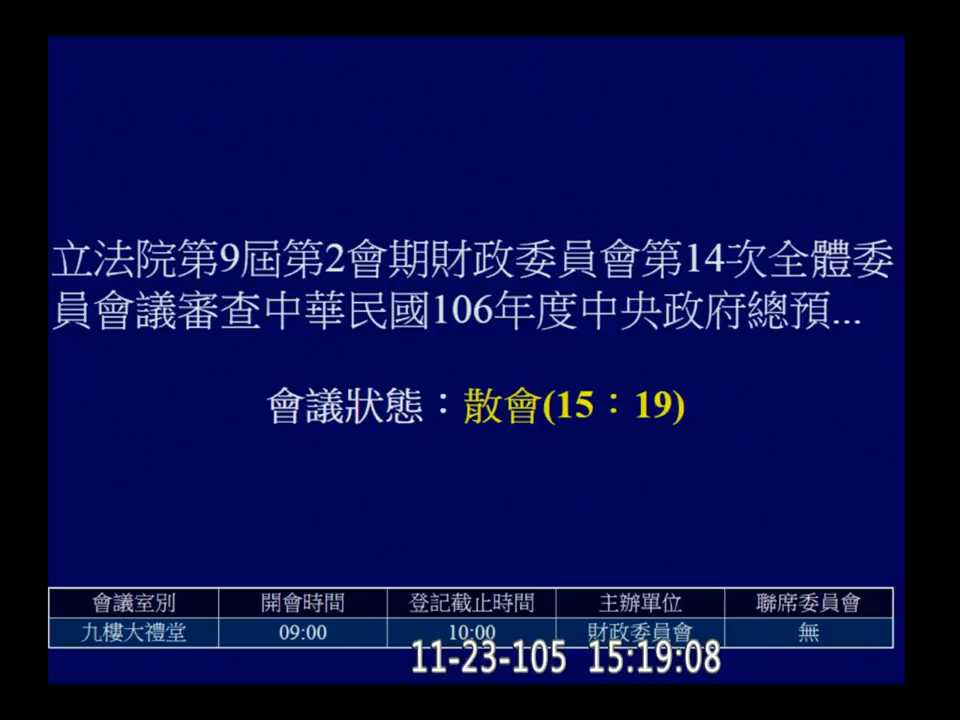 立法院第9屆第2會期財政委員會第14次全體委
員會議審查中華民國106年度中央政府總預...
會議狀態：散會(15：19)
會議室別 開會時間 登記截止時間 主辦單位 聯席委員會
九樓大禮堂 09:00 10:00 財政委員會 無
11-23-105 15:19:08